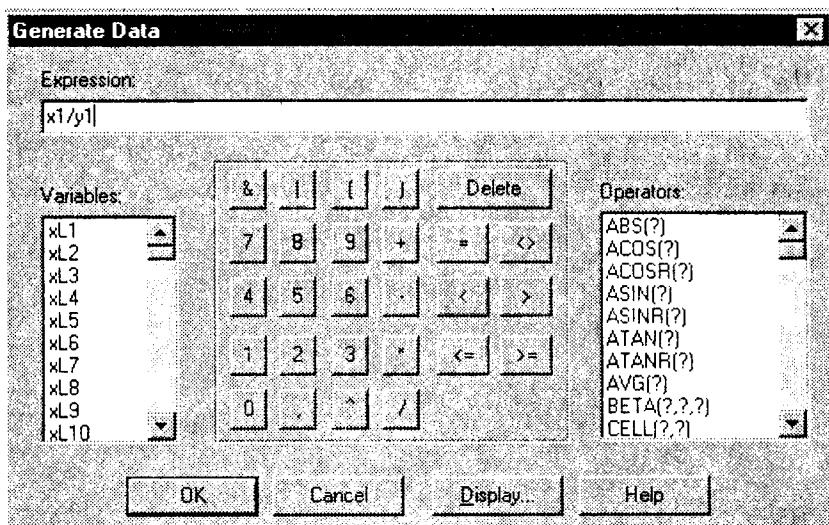 Generate Data
Expression:
x1/y1
Variables:
xL1
xL2
xL3
xL4
xL5
xL6
xL7
xL8
xL9
xL10
& | ( ) Delete
7 8 9 + = <>
4 5 6 - < >
1 2 3 * <= >=
0 . ^ /
Operators:
ABS(?)
ACOS(?)
ACOSR(?)
ASIN(?)
ASINR(?)
ATAN(?)
ATANR(?)
AVG(?)
BETA(?,?,?)
CELL(?,?)
OK Cancel Display... Help